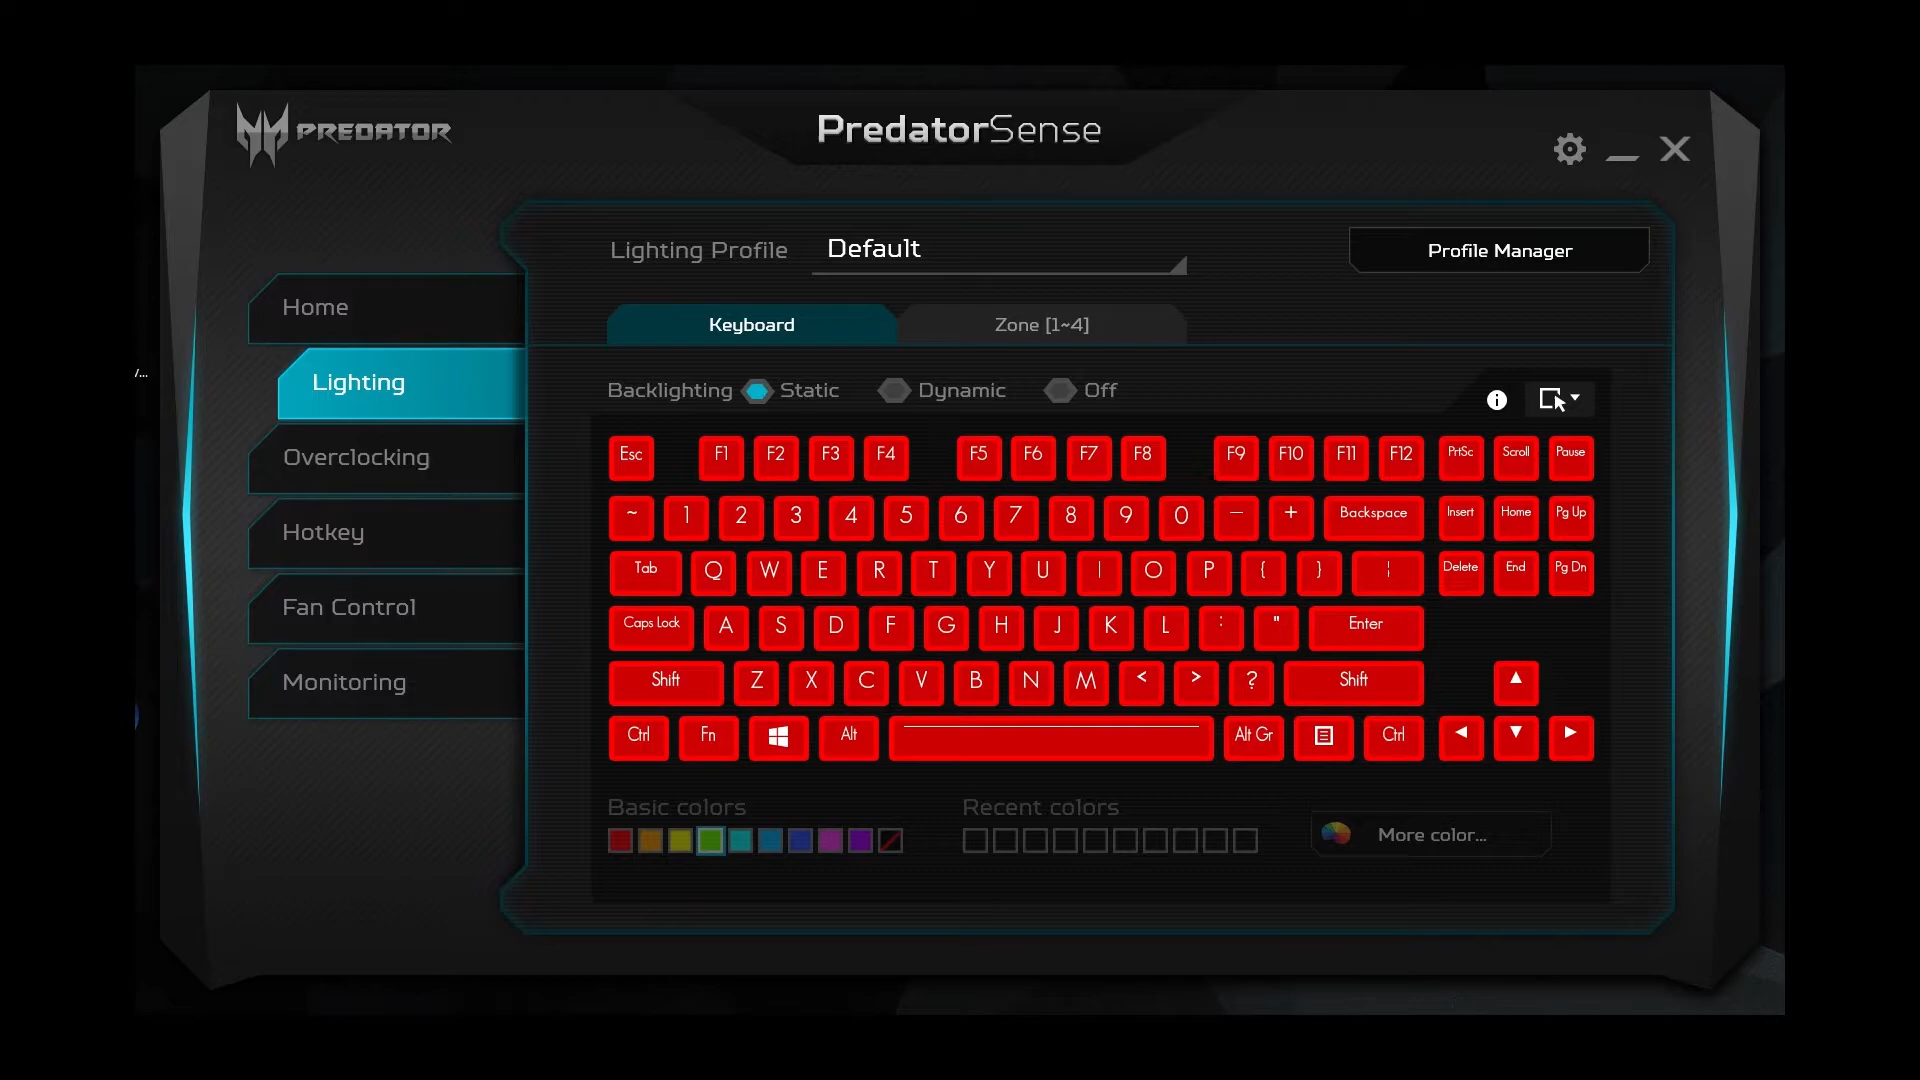 PREDATOR
PredatorSense
Lighting Profile Default
Profile Manager
Keyboard
Zone [1~4]
Home
Lighting
Overclocking
Hotkey
Fan Control
Monitoring
Backlighting Static Dynamic Off
Esc F1 F2 F3 F4 F5 F6 F7 F8 F9 F10 F11 F12 PrtSc Scroll Pause
~ 1 2 3 4 5 6 7 8 9 0 — + Backspace Insert Home Pg Up
Tab Q W E R T Y U I O P { } ¦ Delete End Pg Dn
Caps Lock A S D F G H J K L : " Enter
Shift Z X C V B N M < > ? Shift ▲
Ctrl Fn Alt Alt Gr Ctrl ◀ ▼ ▶
Basic colors
Recent colors
More color...